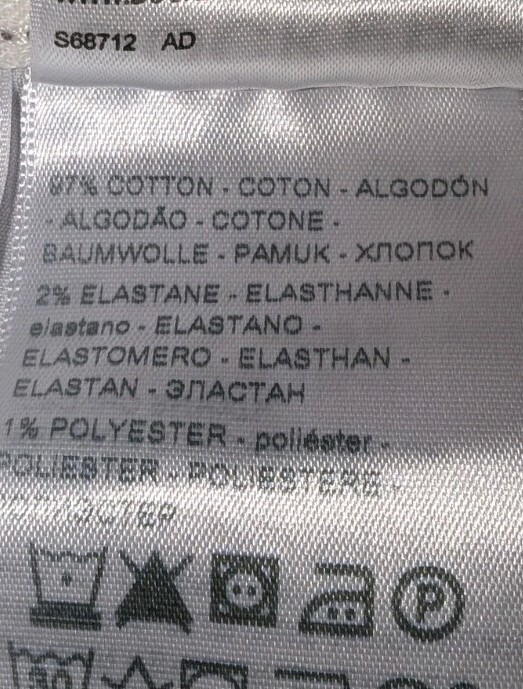 S68712 AD
97% COTTON - COTON - ALGODÓN
- ALGODÃO - COTONE -
BAUMWOLLE - PAMUK - ХЛОПОК
2% ELASTANE - ELASTHANNE -
elastano - ELASTANO -
ELASTOMERO - ELASTHAN -
ELASTAN - ЭЛАСТАН
1% POLYESTER - poliéster -
POLIESTER - POLIESTERE -
P